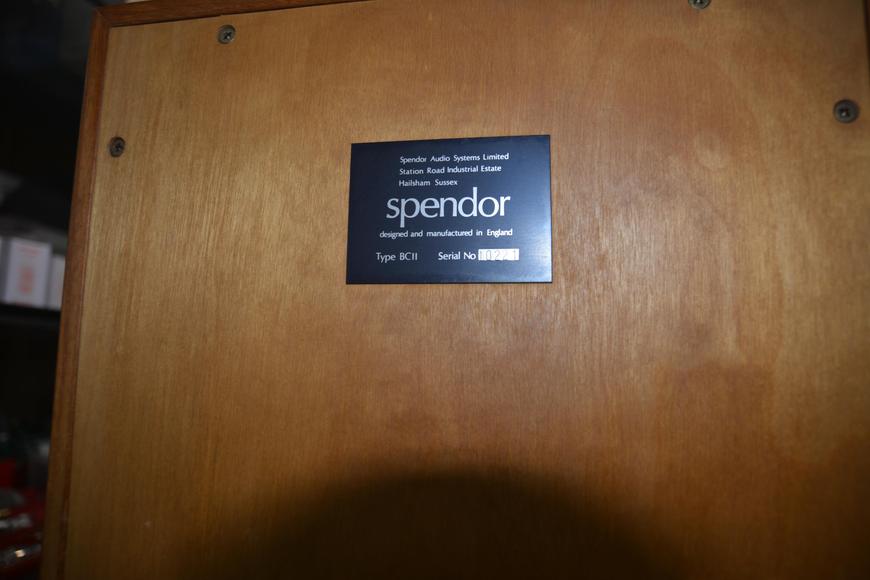 Spendor Audio Systems Limited
Station Road Industrial Estate
Hailsham Sussex
spendor
designed and manufactured in England
Type BCII Serial No